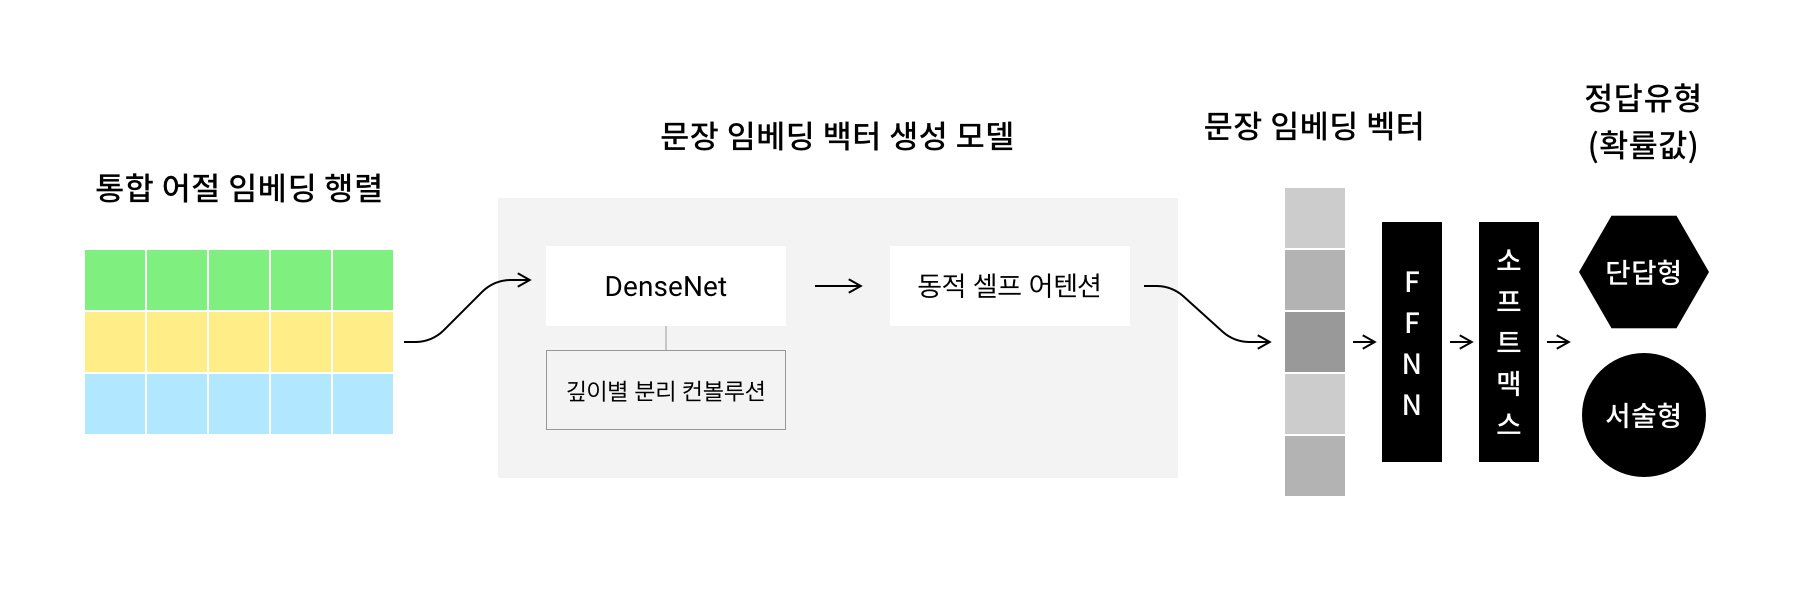 통합 어절 임베딩 행렬
문장 임베딩 백터 생성 모델
DenseNet
깊이별 분리 컨볼루션
동적 셀프 어텐션
문장 임베딩 벡터
FFNN
소프트맥스
정답유형
(확률값)
단답형
서술형